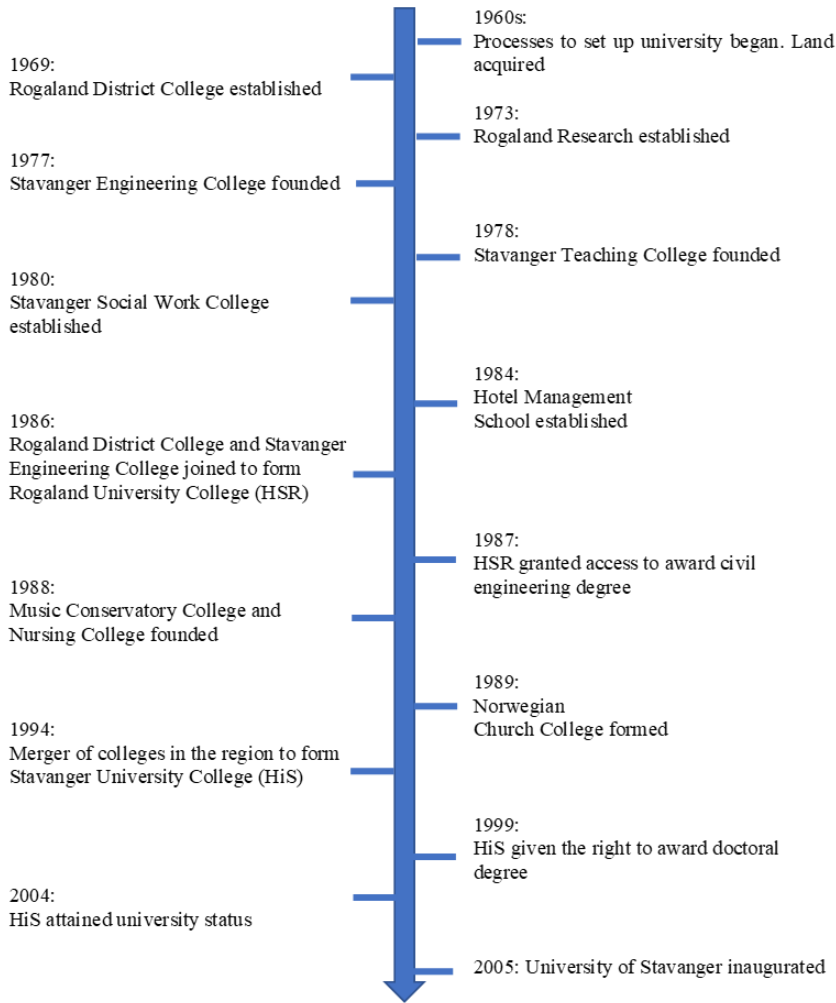 1960s:
Processes to set up university began. Land
acquired
1969:
Rogaland District College established
1973:
Rogaland Research established
1977:
Stavanger Engineering College founded
1978:
Stavanger Teaching College founded
1980:
Stavanger Social Work College
established
1984:
Hotel Management
School established
1986:
Rogaland District College and Stavanger
Engineering College joined to form
Rogaland University College (HSR)
1987:
HSR granted access to award civil
engineering degree
1988:
Music Conservatory College and
Nursing College founded
1989:
Norwegian
Church College formed
1994:
Merger of colleges in the region to form
Stavanger University College (HiS)
1999:
HiS given the right to award doctoral
degree
2004:
HiS attained university status
2005: University of Stavanger inaugurated